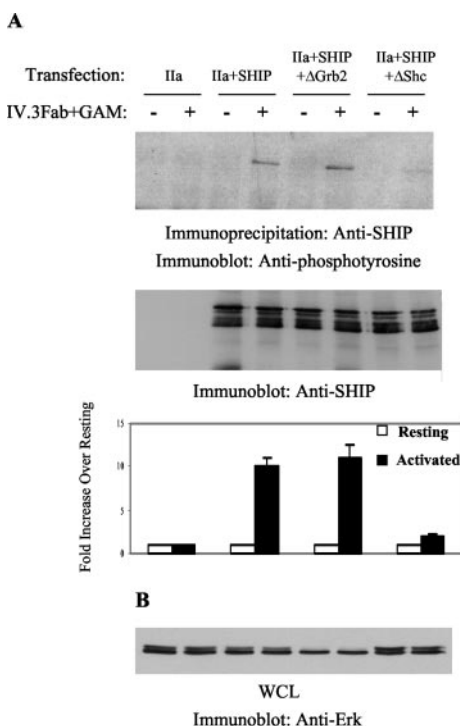 A
Transfection: IIa IIa+SHIP IIa+SHIP +ΔGrb2 IIa+SHIP +ΔShc
IV.3Fab+GAM: - + - + - + - +
Immunoprecipitation: Anti-SHIP
Immunoblot: Anti-phosphotyrosine
Immunoblot: Anti-SHIP
Fold Increase Over Resting
15
10
5
0
Resting
Activated
B
WCL
Immunoblot: Anti-Erk